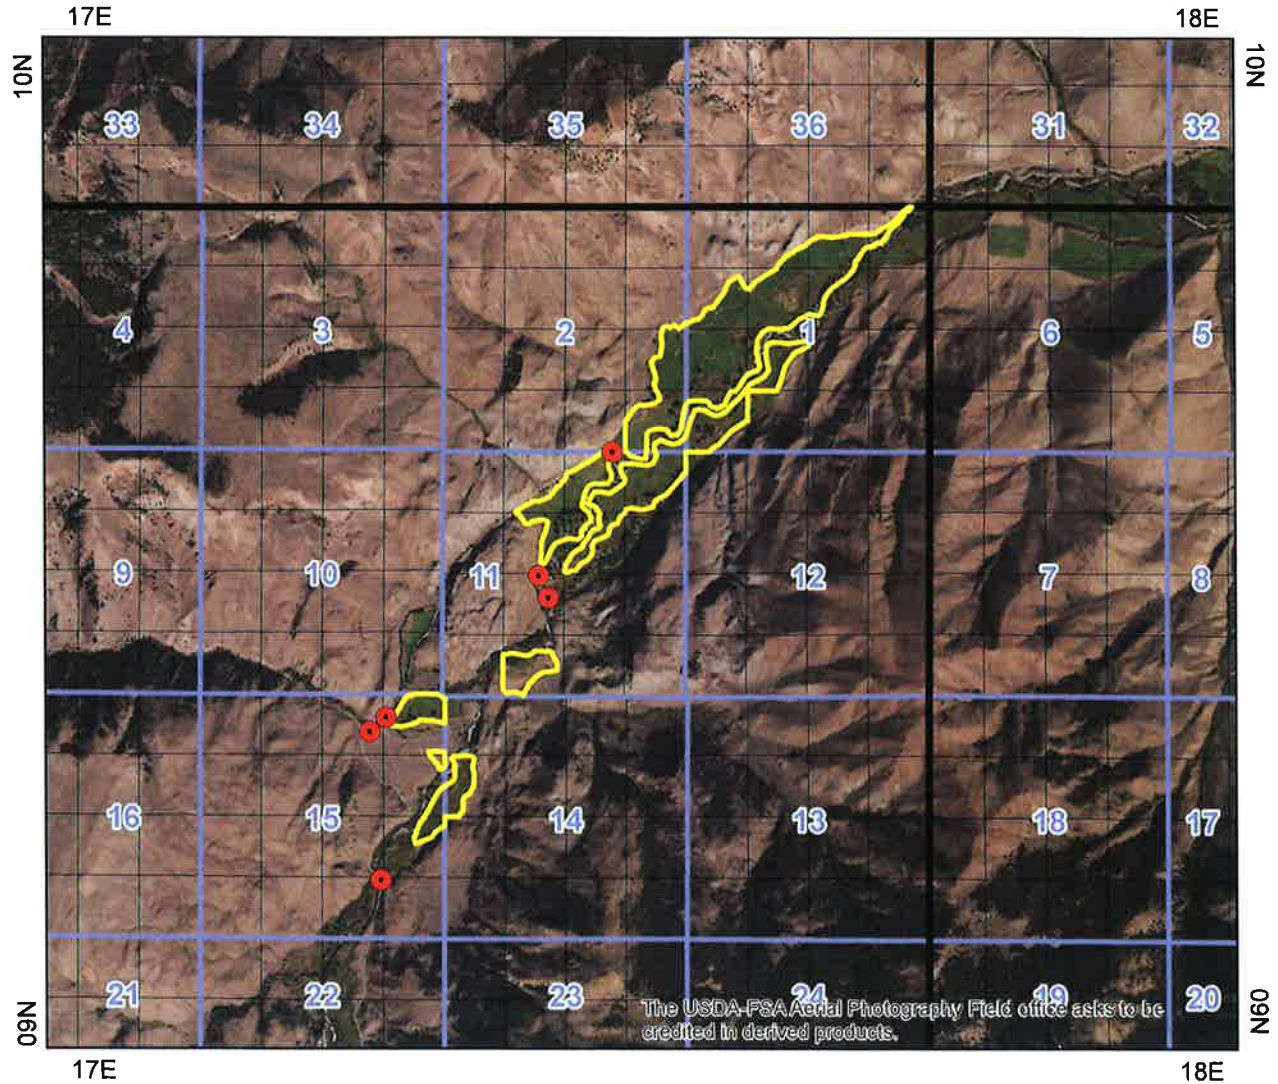 17E 18E
10N 10N
33 34 35 36 31 32
4 3 2 1 6 5
9 10 11 12 7 8
16 15 14 13 18 17
21 22 23 24 19 20
The USDA-FSA Aerial Photography Field office asks to be
credited in derived products.
09N 09N
17E 18E